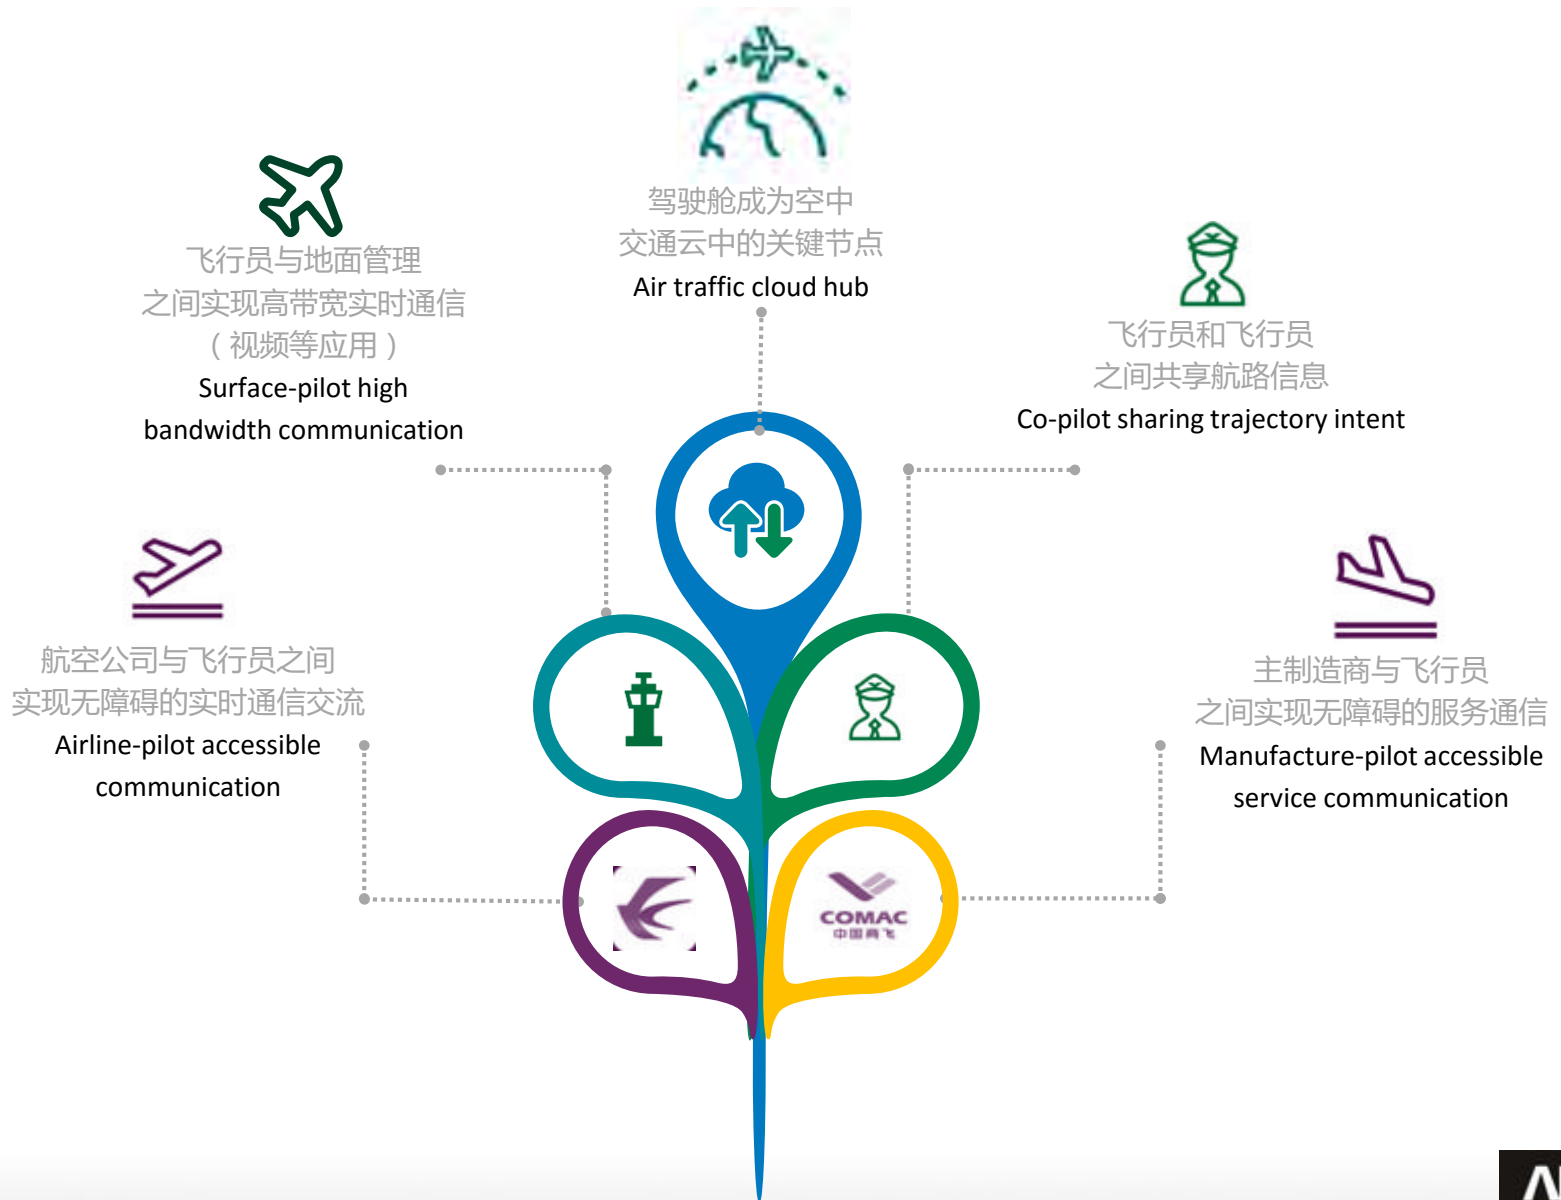 驾驶舱成为空中
交通云中的关键节点
Air traffic cloud hub
飞行员与地面管理
之间实现高带宽实时通信
（视频等应用）
Surface-pilot high
bandwidth communication
飞行员和飞行员
之间共享航路信息
Co-pilot sharing trajectory intent
航空公司与飞行员之间
实现无障碍的实时通信交流
Airline-pilot accessible
communication
主制造商与飞行员
之间实现无障碍的服务通信
Manufacture-pilot accessible
service communication
COMAC
中国商飞